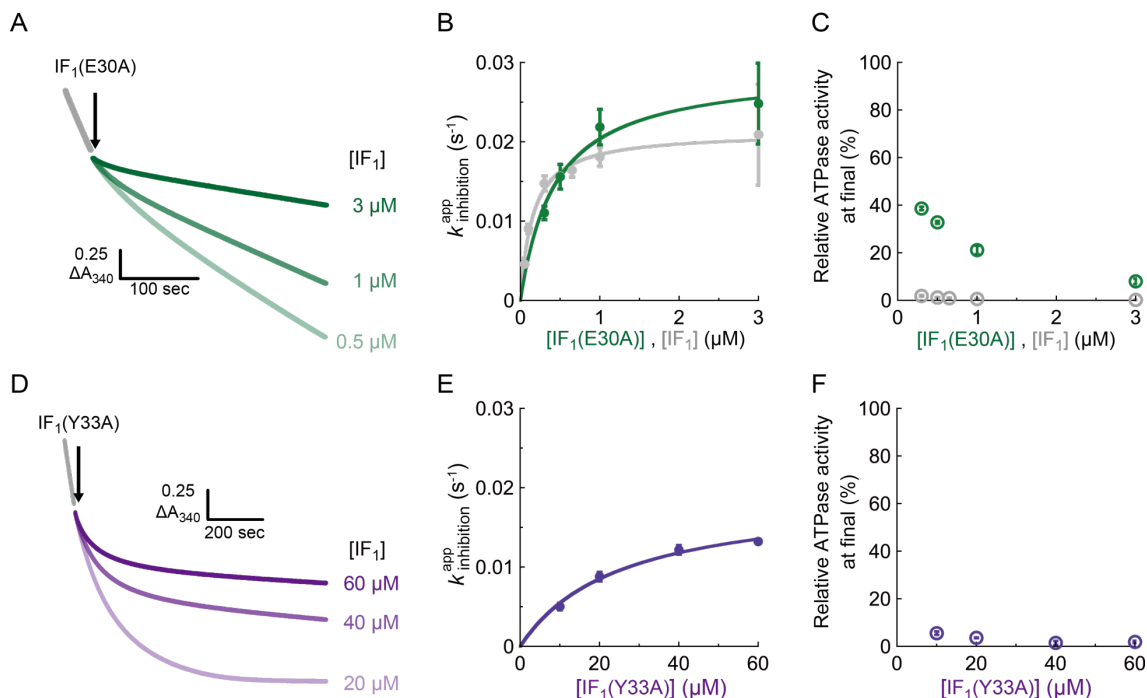 A
IF1(E30A)
[IF1]
3 µM
1 µM
0.5 µM
0.25
ΔA340
100 sec
B
k app inhibition (s-1)
0.03
0.02
0.01
0
0
1
2
3
[IF1(E30A)] , [IF1] (µM)
C
Relative ATPase activity
at final (%)
100
80
60
40
20
0
0
1
2
3
[IF1(E30A)] , [IF1] (µM)
D
IF1(Y33A)
0.25
ΔA340
200 sec
[IF1]
60 µM
40 µM
20 µM
E
k app inhibition (s-1)
0.03
0.02
0.01
0
0
20
40
60
[IF1(Y33A)] (µM)
F
Relative ATPase activity
at final (%)
100
80
60
40
20
0
0
20
40
60
[IF1(Y33A)] (µM)